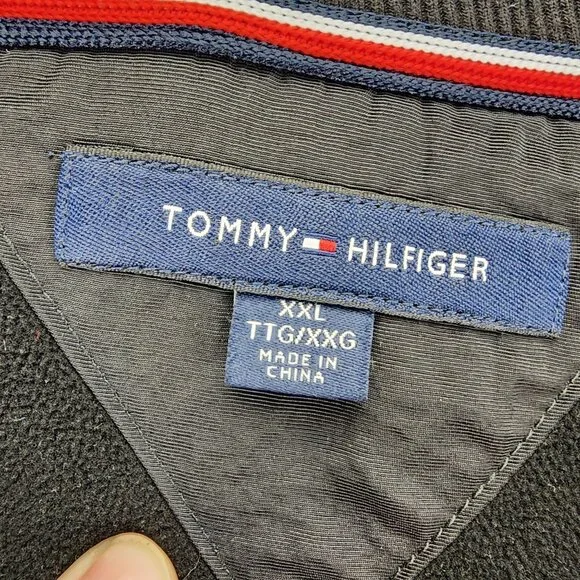 TOMMY HILFIGER
XXL
TTG/XXG
MADE IN
CHINA